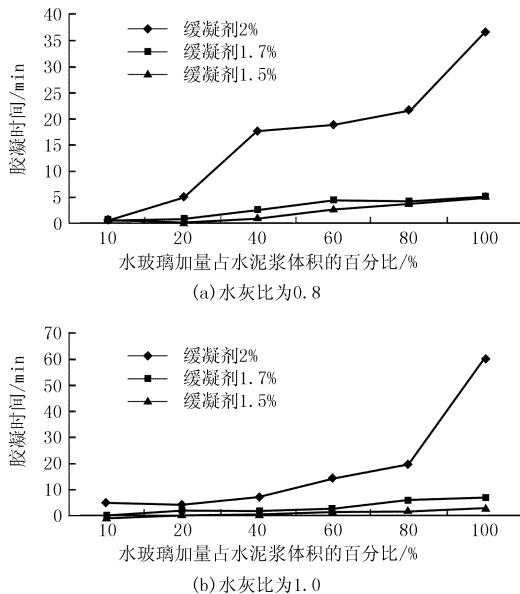 40
35
30
25
20
15
10
5
0
胶凝时间/min
缓凝剂2%
缓凝剂1.7%
缓凝剂1.5%
10 20 40 60 80 100
水玻璃加量占水泥浆体积的百分比/%
(a)水灰比为0.8
70
60
50
40
30
20
10
0
胶凝时间/min
缓凝剂2%
缓凝剂1.7%
缓凝剂1.5%
10 20 40 60 80 100
水玻璃加量占水泥浆体积的百分比/%
(b)水灰比为1.0